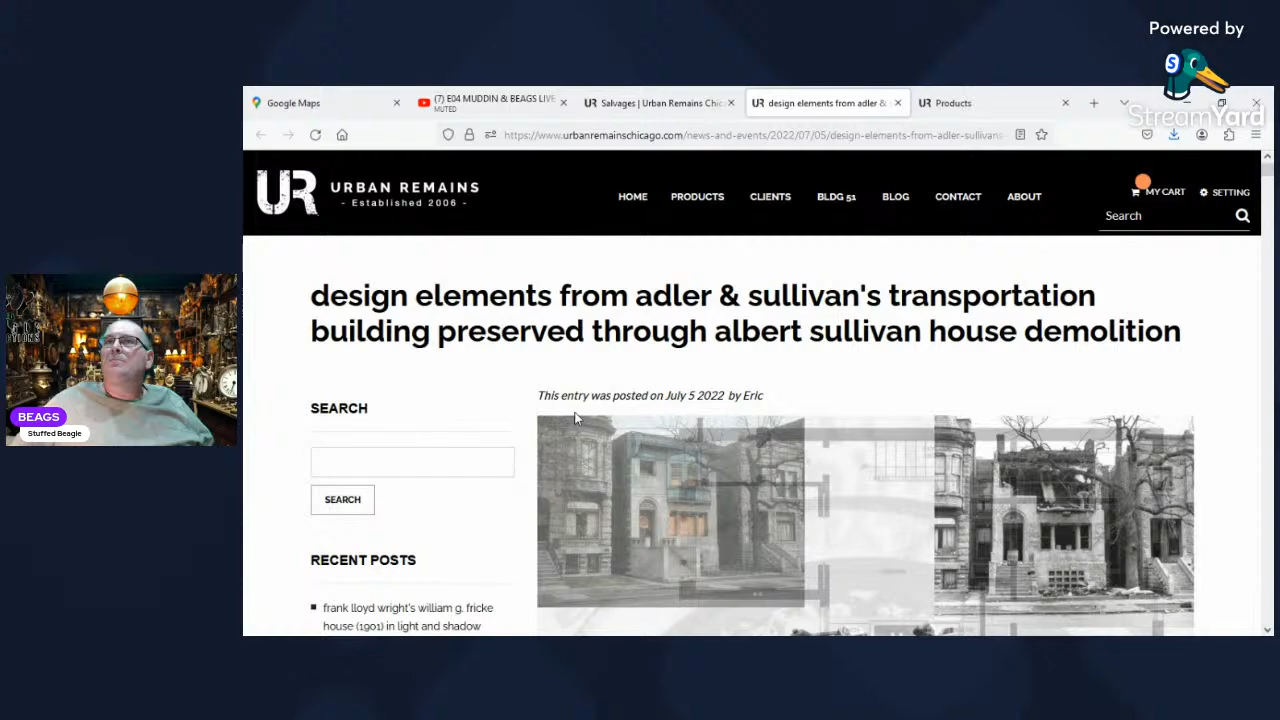 Powered by
S
StreamYard
Google Maps
(7) E04 MUDDIN & BEAGS LIVE
MUTED
UR Salvages | Urban Remains Chic
UR design elements from adler &
UR Products
https://www.urbanremainschicago.com/news-and-events/2022/07/05/design-elements-from-adler-sullivans-
UR
URBAN REMAINS
- Established 2006 -
HOME
PRODUCTS
CLIENTS
BLDG 51
BLOG
CONTACT
ABOUT
MY CART
SETTING
Search
design elements from adler & sullivan's transportation
building preserved through albert sullivan house demolition
This entry was posted on July 5 2022 by Eric
SEARCH
SEARCH
RECENT POSTS
frank lloyd wright's william g. fricke
house (1901) in light and shadow
BEAGS
Stuffed Beagle